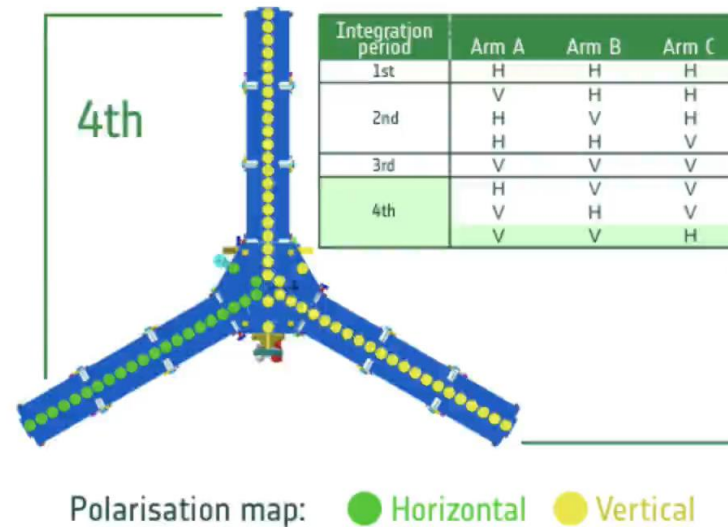 4th
Integration period Arm A Arm B Arm C
1st H H H
V H H
2nd H V H
H H V
3rd V V V
H V V
4th V H V
V V H
Polarisation map: Horizontal Vertical